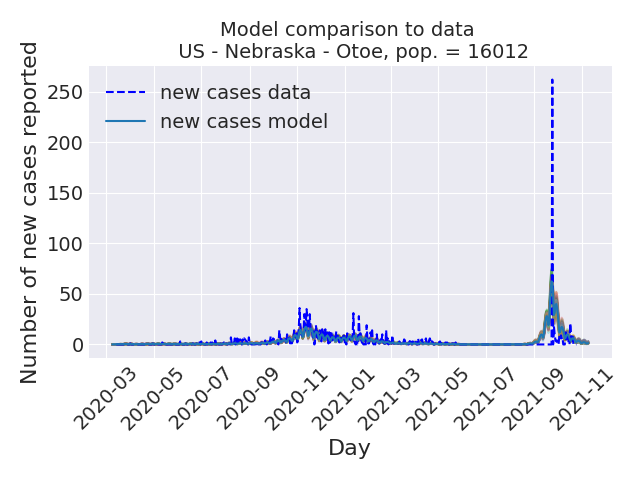 Model comparison to data
US - Nebraska - Otoe, pop. = 16012
new cases data
new cases model
Number of new cases reported
250
200
150
100
50
0
2020-03
2020-05
2020-07
2020-09
2020-11
2021-01
2021-03
2021-05
2021-07
2021-09
2021-11
Day